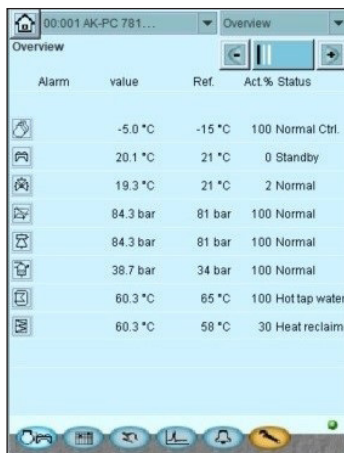 00:001 AK-PC 781... Overview
Overview
Alarm value Ref. Act.% Status
-5.0 °C -15 °C 100 Normal Ctrl.
20.1 °C 21 °C 0 Standby
19.3 °C 21 °C 2 Normal
84.3 bar 81 bar 100 Normal
84.3 bar 81 bar 100 Normal
38.7 bar 34 bar 100 Normal
60.3 °C 65 °C 100 Hot tap water
60.3 °C 58 °C 30 Heat reclaim